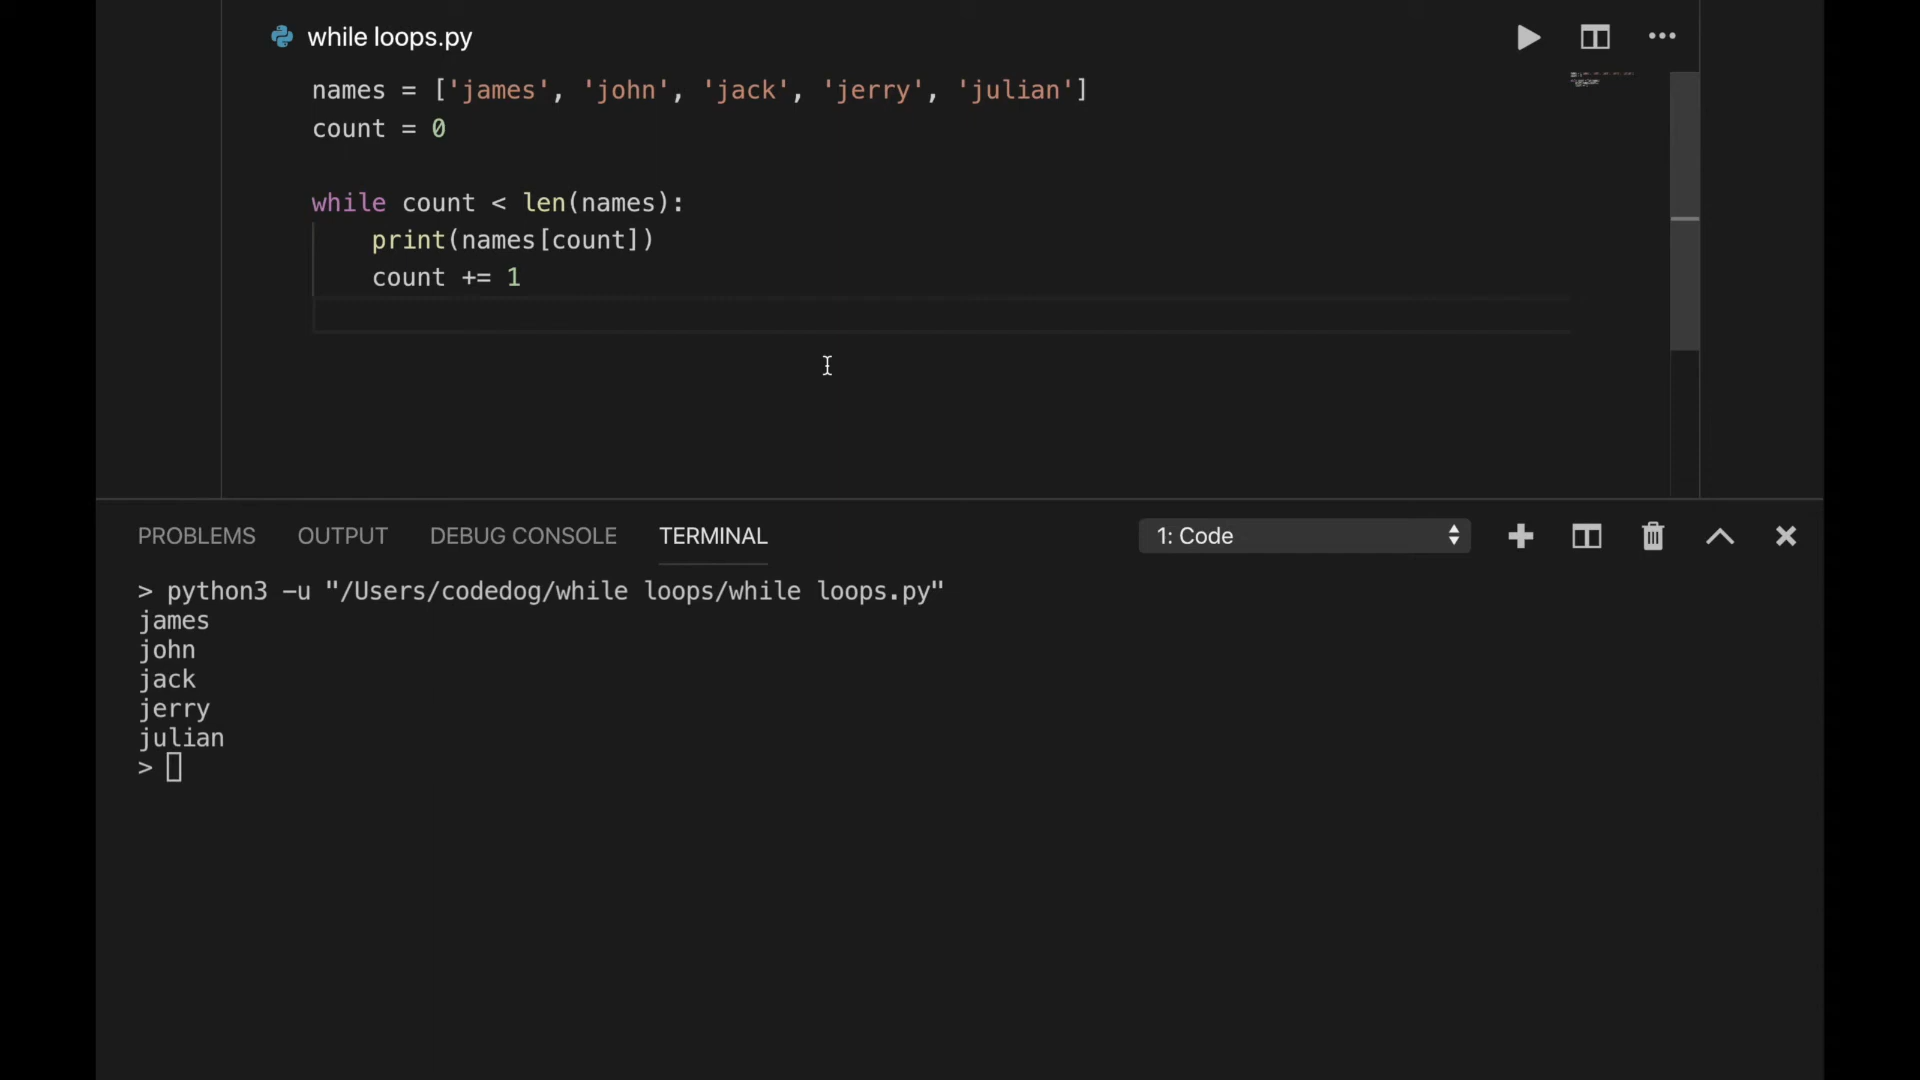 while loops.py
names = ['james', 'john', 'jack', 'jerry', 'julian']
count = 0
while count < len(names):
    print(names[count])
    count += 1
PROBLEMS OUTPUT DEBUG CONSOLE TERMINAL 1: Code
> python3 -u "/Users/codedog/while loops/while loops.py"
james
john
jack
jerry
julian
>